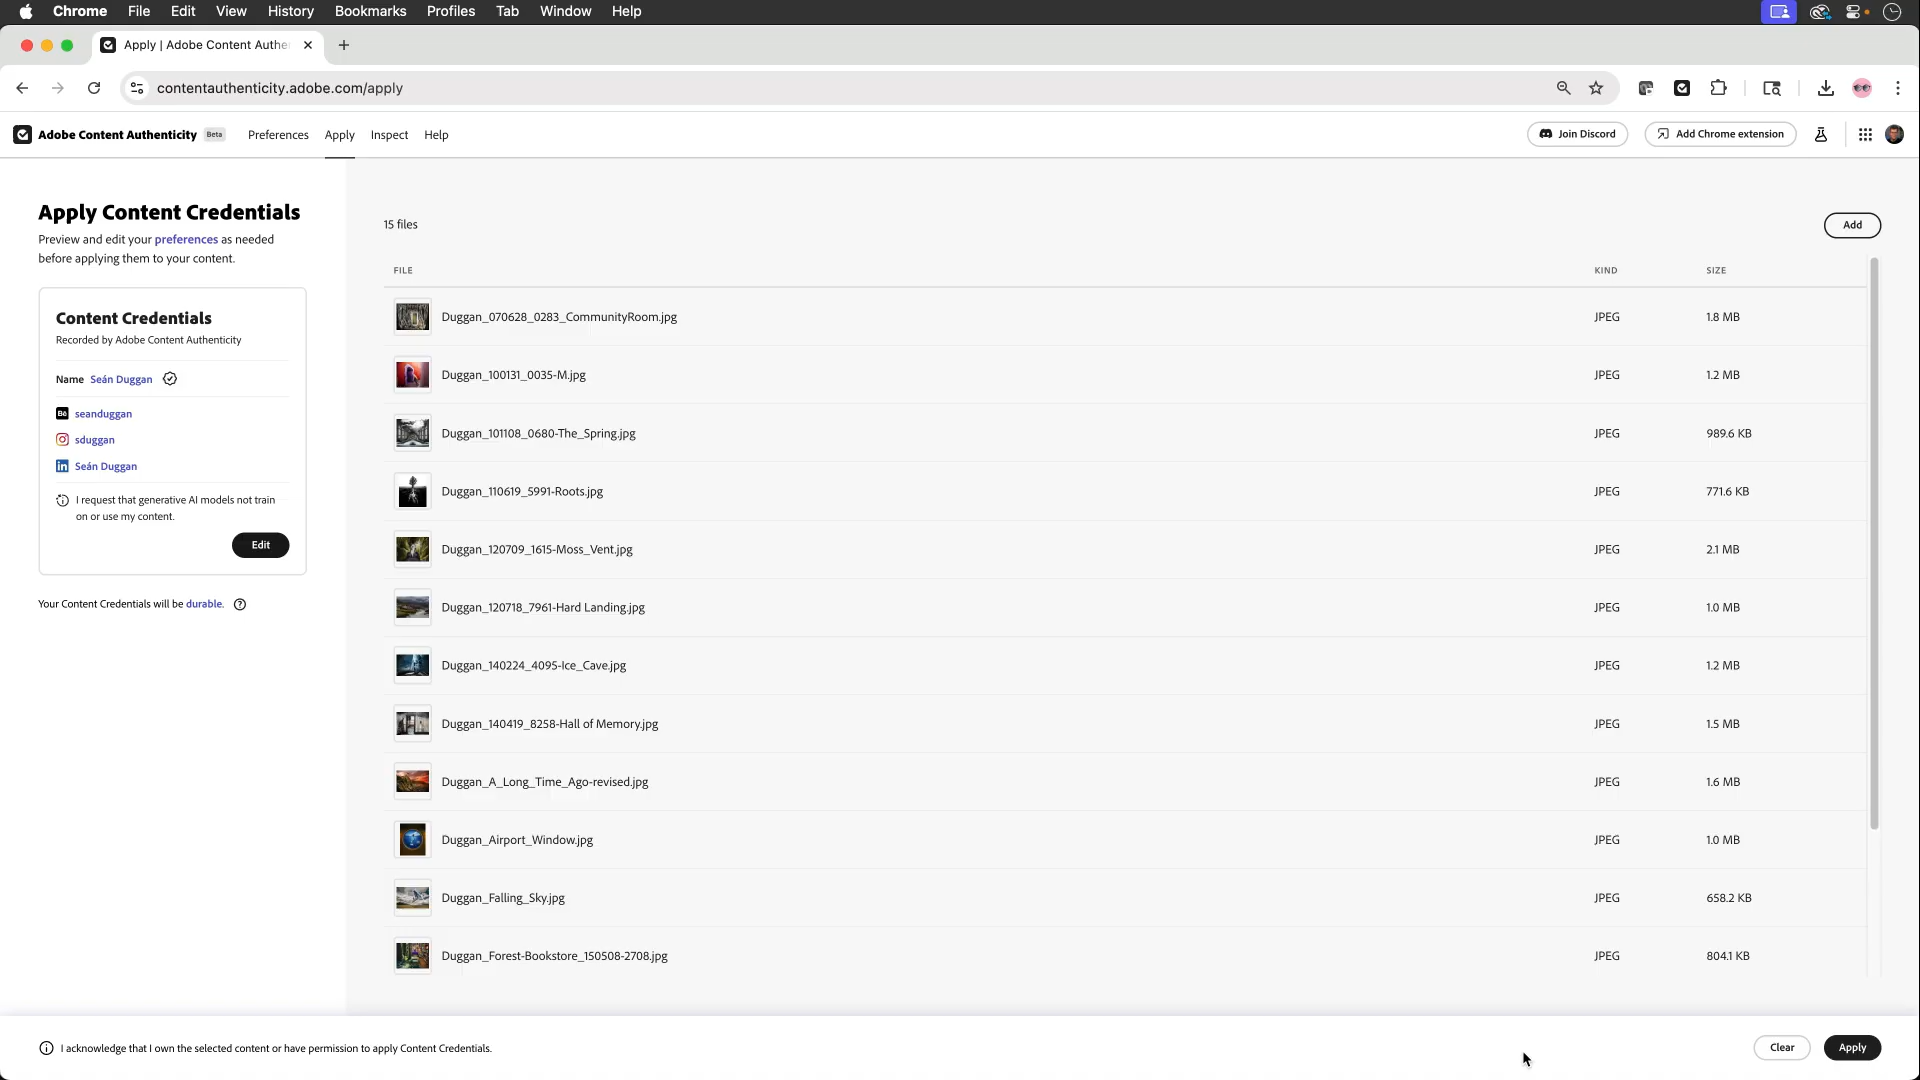 Chrome File Edit View History Bookmarks Profiles Tab Window Help
Apply | Adobe Content Authe
contentauthenticity.adobe.com/apply
Adobe Content Authenticity Beta Preferences Apply Inspect Help Join Discord Add Chrome extension
Apply Content Credentials
Preview and edit your preferences as needed
before applying them to your content.
Content Credentials
Recorded by Adobe Content Authenticity
Name Seán Duggan
Bē seanduggan
sduggan
in Seán Duggan
I request that generative AI models not train
on or use my content.
Edit
Your Content Credentials will be durable.
15 files Add
FILE KIND SIZE
Duggan_070628_0283_CommunityRoom.jpg JPEG 1.8 MB
Duggan_100131_0035-M.jpg JPEG 1.2 MB
Duggan_101108_0680-The_Spring.jpg JPEG 989.6 KB
Duggan_110619_5991-Roots.jpg JPEG 771.6 KB
Duggan_120709_1615-Moss_Vent.jpg JPEG 2.1 MB
Duggan_120718_7961-Hard Landing.jpg JPEG 1.0 MB
Duggan_140224_4095-Ice_Cave.jpg JPEG 1.2 MB
Duggan_140419_8258-Hall of Memory.jpg JPEG 1.5 MB
Duggan_A_Long_Time_Ago-revised.jpg JPEG 1.6 MB
Duggan_Airport_Window.jpg JPEG 1.0 MB
Duggan_Falling_Sky.jpg JPEG 658.2 KB
Duggan_Forest-Bookstore_150508-2708.jpg JPEG 804.1 KB
I acknowledge that I own the selected content or have permission to apply Content Credentials. Clear Apply